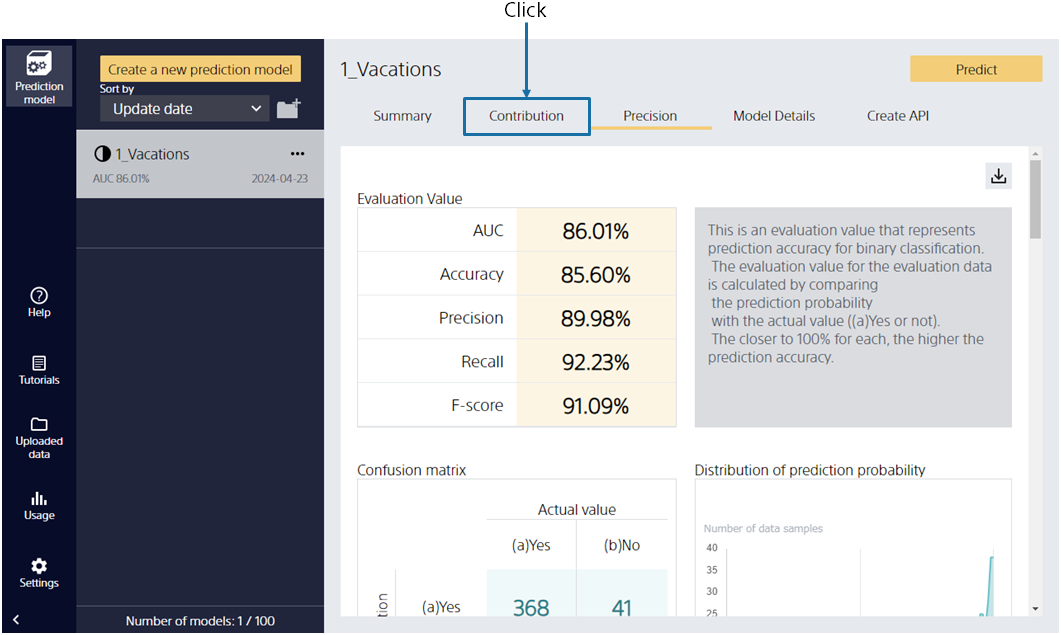 Click
Prediction
model
Create a new prediction model
Sort by
Update date
1_Vacations
AUC 86.01%
2024-04-23
Help
Tutorials
Uploaded
data
Usage
Settings
Number of models: 1 / 100
1_Vacations
Predict
Summary
Contribution
Precision
Model Details
Create API
Evaluation Value
AUC 86.01%
Accuracy 85.60%
Precision 89.98%
Recall 92.23%
F-score 91.09%
This is an evaluation value that represents
prediction accuracy for binary classification.
The evaluation value for the evaluation data
is calculated by comparing
the prediction probability
with the actual value ((a)Yes or not).
The closer to 100% for each, the higher the
prediction accuracy.
Confusion matrix
Actual value
(a)Yes (b)No
(a)Yes 368 41
Distribution of prediction probability
Number of data samples
40
35
30
25